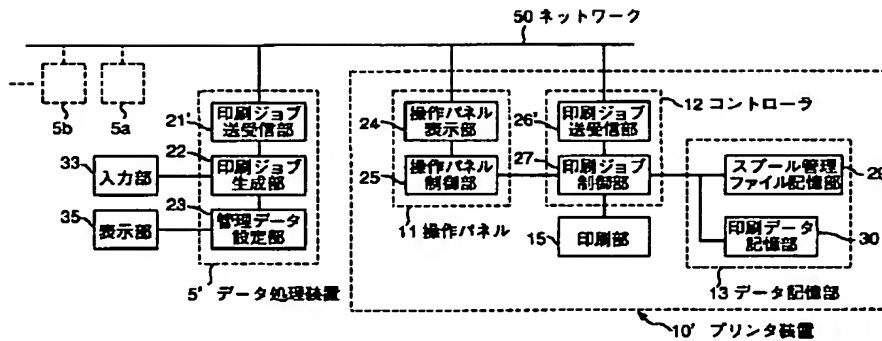 50 ネットワーク
5b
5a
21'
印刷ジョブ
送受信部
33
入力部
22
印刷ジョブ
生成部
35
表示部
23
管理データ
設定部
5' データ処理装置
24
操作パネル
表示部
25
操作パネル
制御部
11 操作パネル
26'
印刷ジョブ
送受信部
12 コントローラ
27
印刷ジョブ
制御部
15
印刷部
スプール管理
ファイル記憶部
29
印刷データ
記憶部
30
13 データ記憶部
10' プリンタ装置